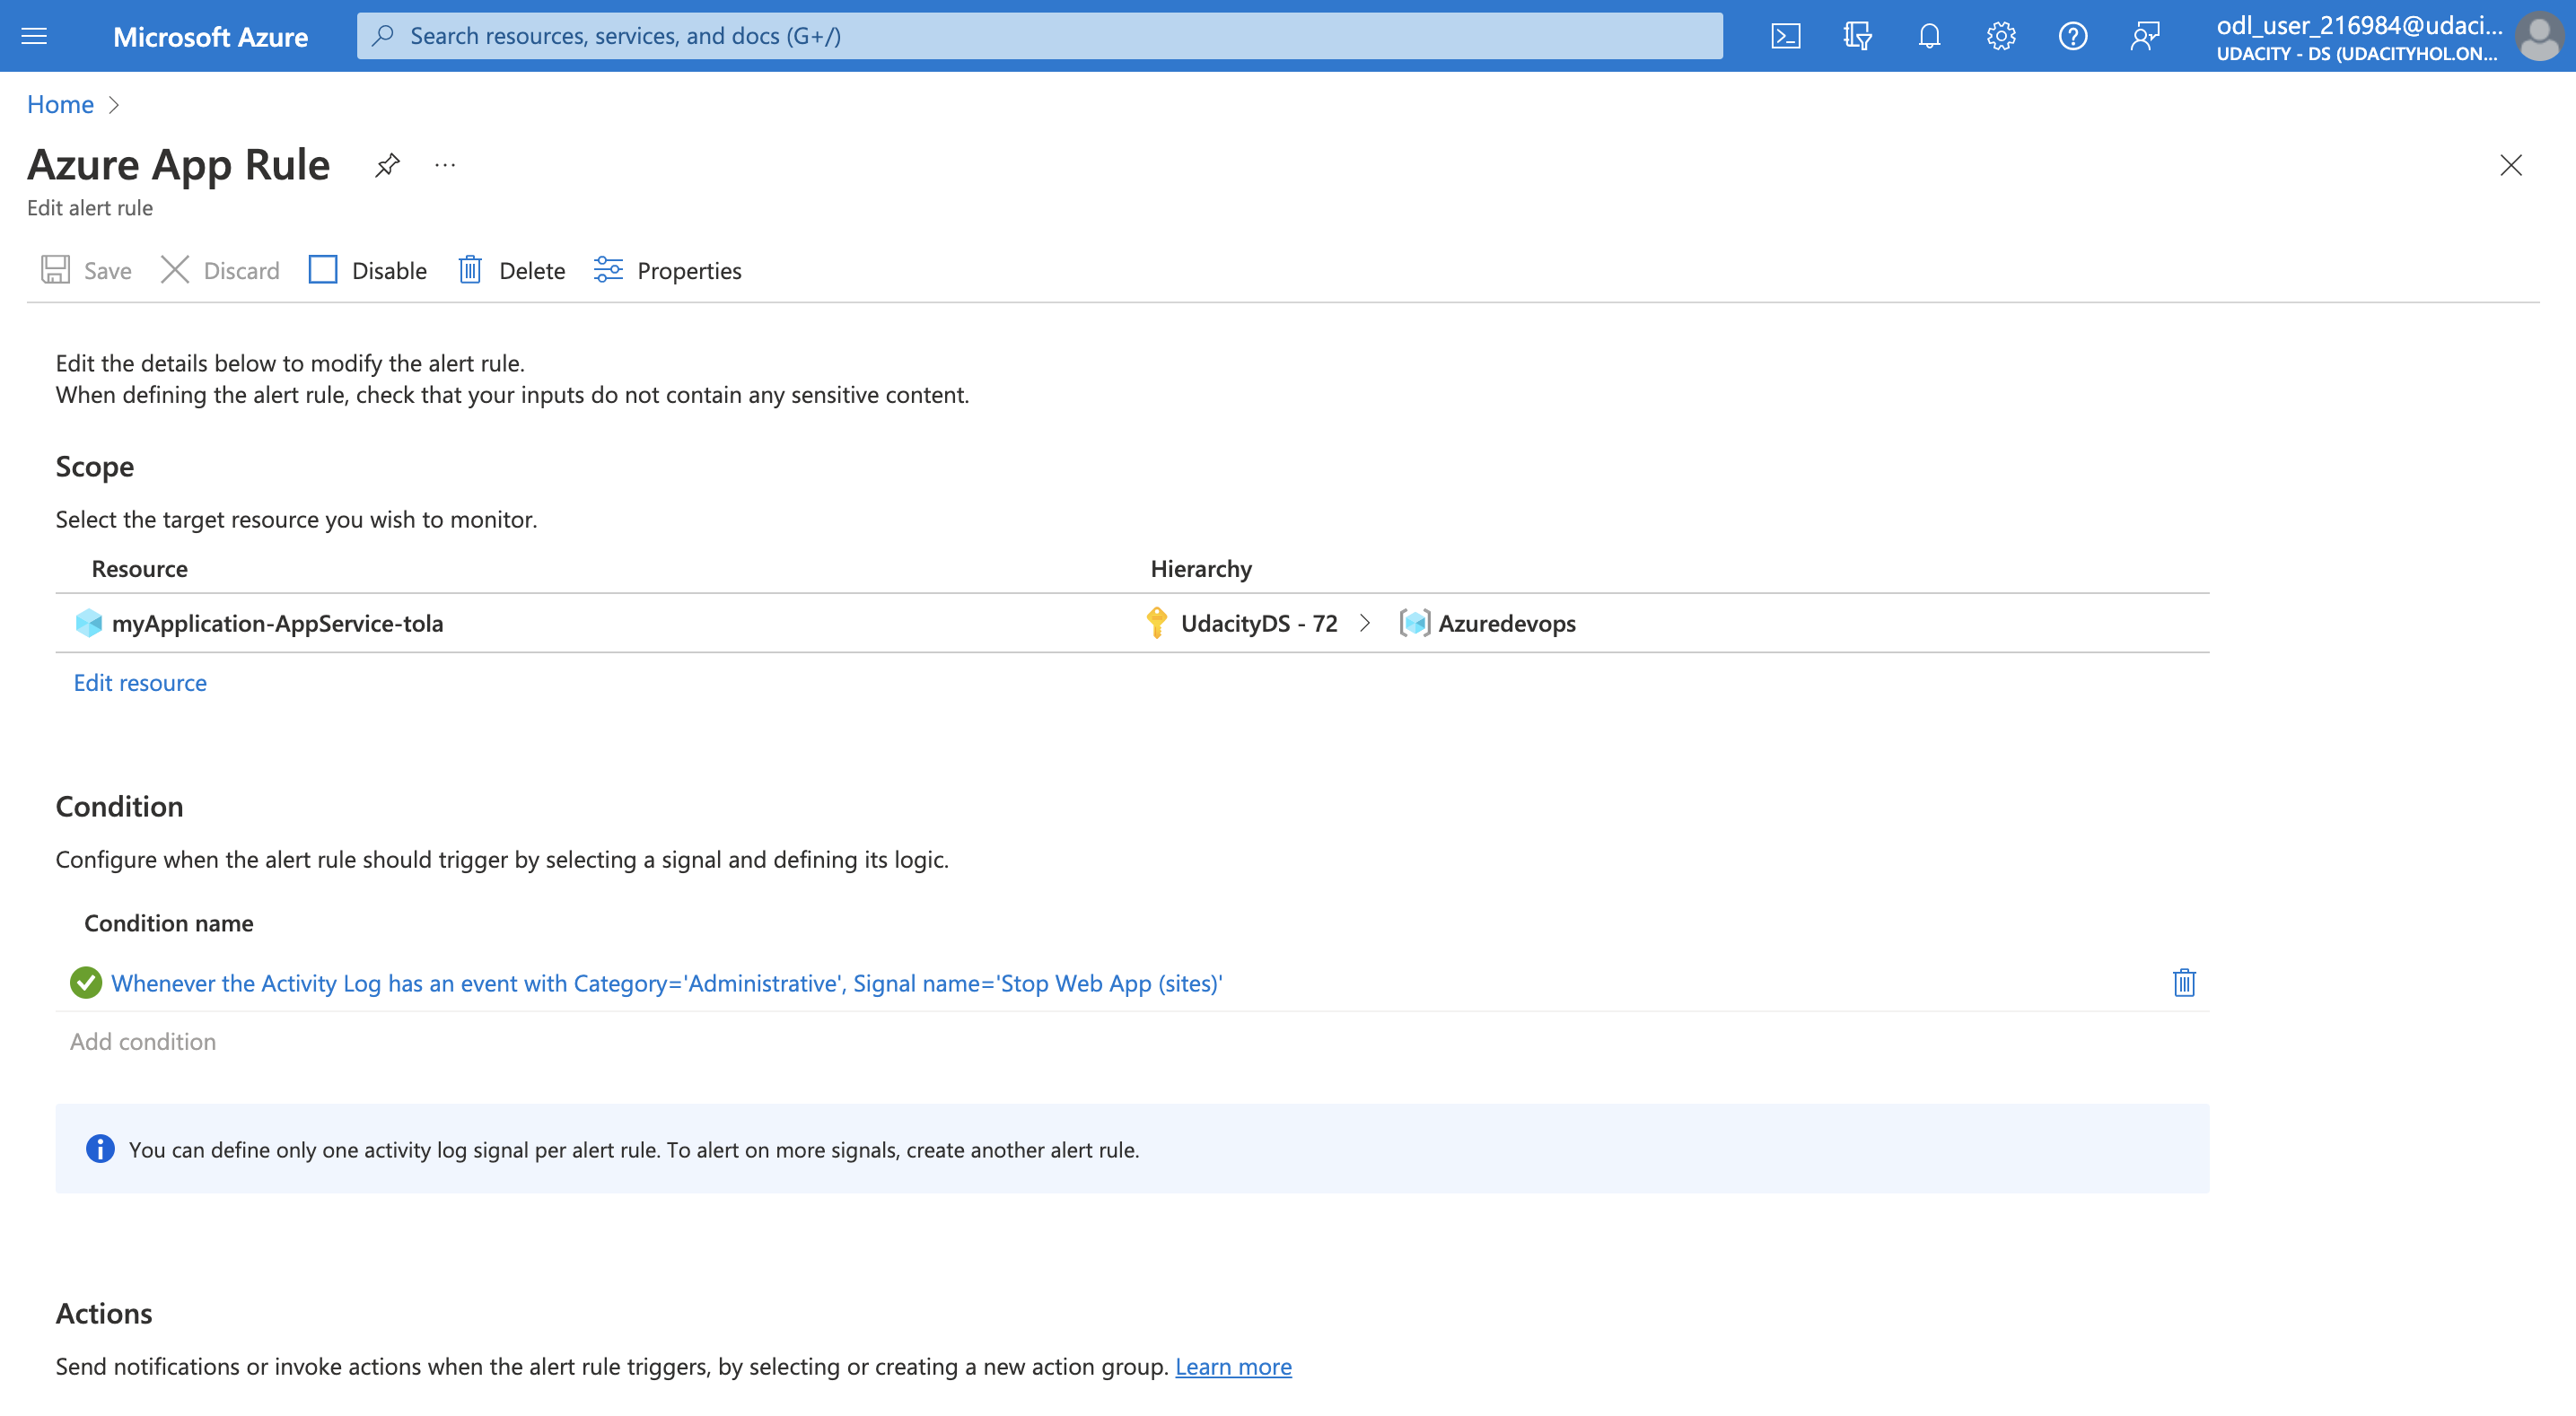 Microsoft Azure
Search resources, services, and docs (G+/)
odl_user_216984@udaci...
UDACITY - DS (UDACITYHOL.ON...
Home
Azure App Rule
...
Edit alert rule
Save Discard Disable Delete Properties
Edit the details below to modify the alert rule.
When defining the alert rule, check that your inputs do not contain any sensitive content.
Scope
Select the target resource you wish to monitor.
Resource Hierarchy
myApplication-AppService-tola UdacityDS - 72 > Azuredevops
Edit resource
Condition
Configure when the alert rule should trigger by selecting a signal and defining its logic.
Condition name
Whenever the Activity Log has an event with Category='Administrative', Signal name='Stop Web App (sites)'
Add condition
You can define only one activity log signal per alert rule. To alert on more signals, create another alert rule.
Actions
Send notifications or invoke actions when the alert rule triggers, by selecting or creating a new action group. Learn more